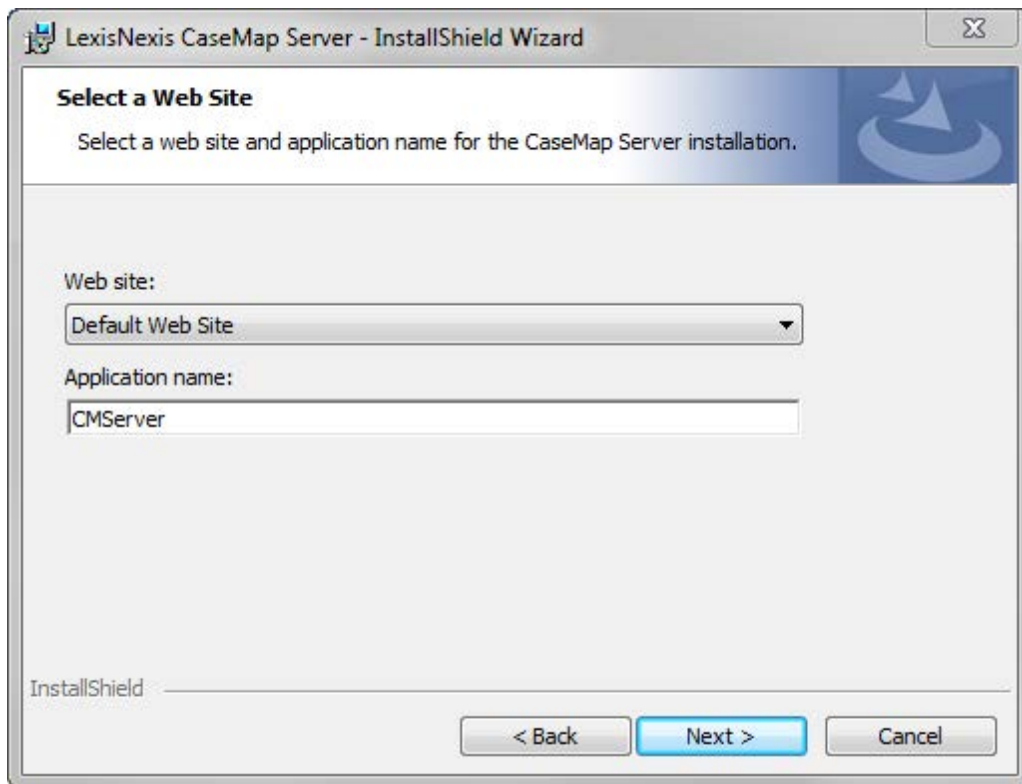 LexisNexis CaseMap Server - InstallShield Wizard
Select a Web Site
Select a web site and application name for the CaseMap Server installation.
Web site:
Default Web Site
Application name:
CMServer
InstallShield
< Back
Next >
Cancel